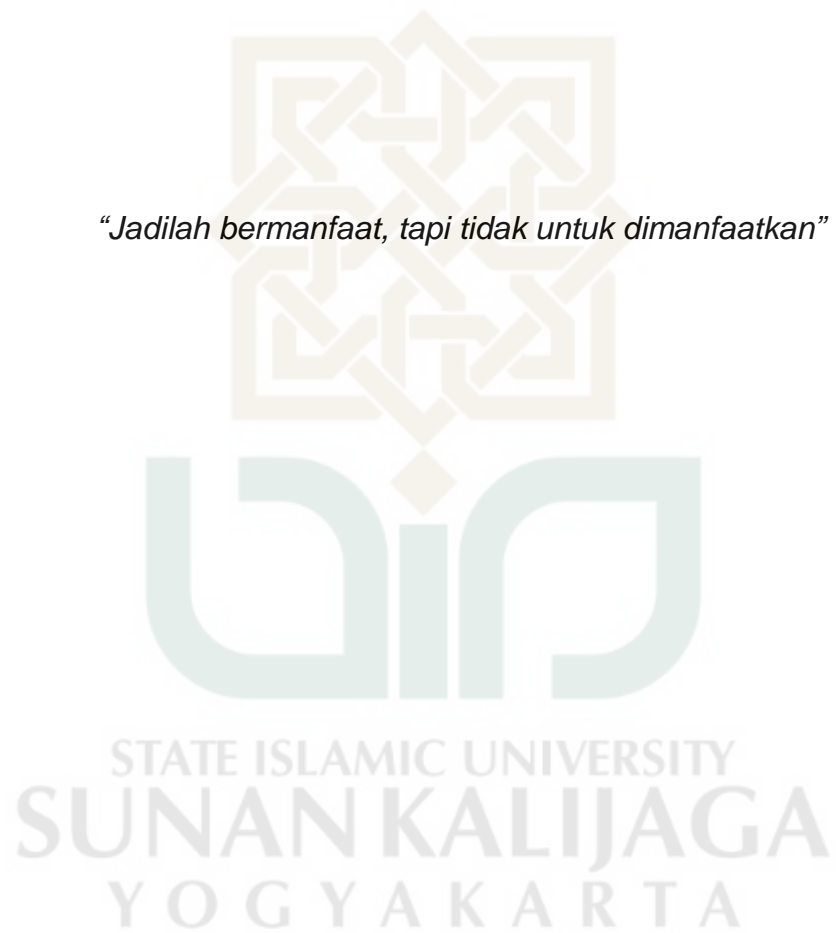 “Jadilah bermanfaat, tapi tidak untuk dimanfaatkan”
STATE ISLAMIC UNIVERSITY
SUNAN KALIJAGA
YOGYAKARTA